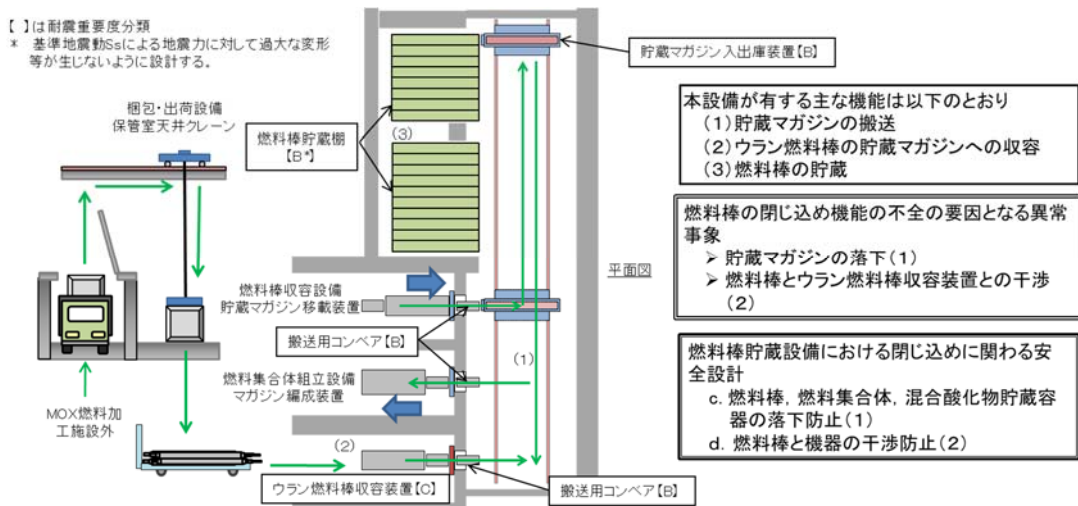 【 】は耐震重要度分類
* 基準地震動Ssによる地震力に対して過大な変形
等が生じないように設計する。
梱包・出荷設備
保管室天井クレーン
MOX燃料加
工施設外
燃料棒貯蔵棚
【B*】
(3)
貯蔵マガジン入出庫装置【B】
燃料棒収容設備
貯蔵マガジン移載装置
搬送用コンベア【B】
(1)
燃料集合体組立設備
マガジン編成装置
(2)
ウラン燃料棒収容装置【C】
搬送用コンベア【B】
平面図
本設備が有する主な機能は以下のとおり
(1)貯蔵マガジンの搬送
(2)ウラン燃料棒の貯蔵マガジンへの収容
(3)燃料棒の貯蔵
燃料棒の閉じ込め機能の不全の要因となる異常
事象
➢ 貯蔵マガジンの落下(1)
➢ 燃料棒とウラン燃料棒収容装置との干渉
(2)
燃料棒貯蔵設備における閉じ込めに関わる安
全設計
c. 燃料棒，燃料集合体，混合酸化物貯蔵容
器の落下防止(1)
d. 燃料棒と機器の干渉防止(2)